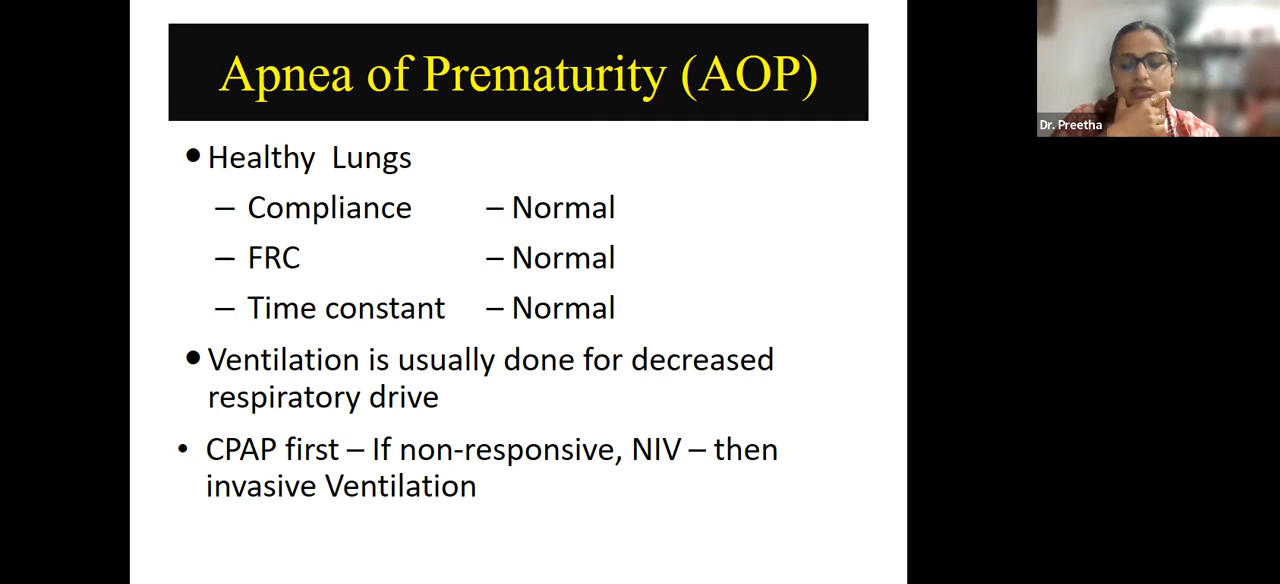 Apnea of Prematurity (AOP)
Dr. Preetha
• Healthy Lungs
– Compliance – Normal
– FRC – Normal
– Time constant – Normal
• Ventilation is usually done for decreased
respiratory drive
• CPAP first – If non-responsive, NIV – then
invasive Ventilation